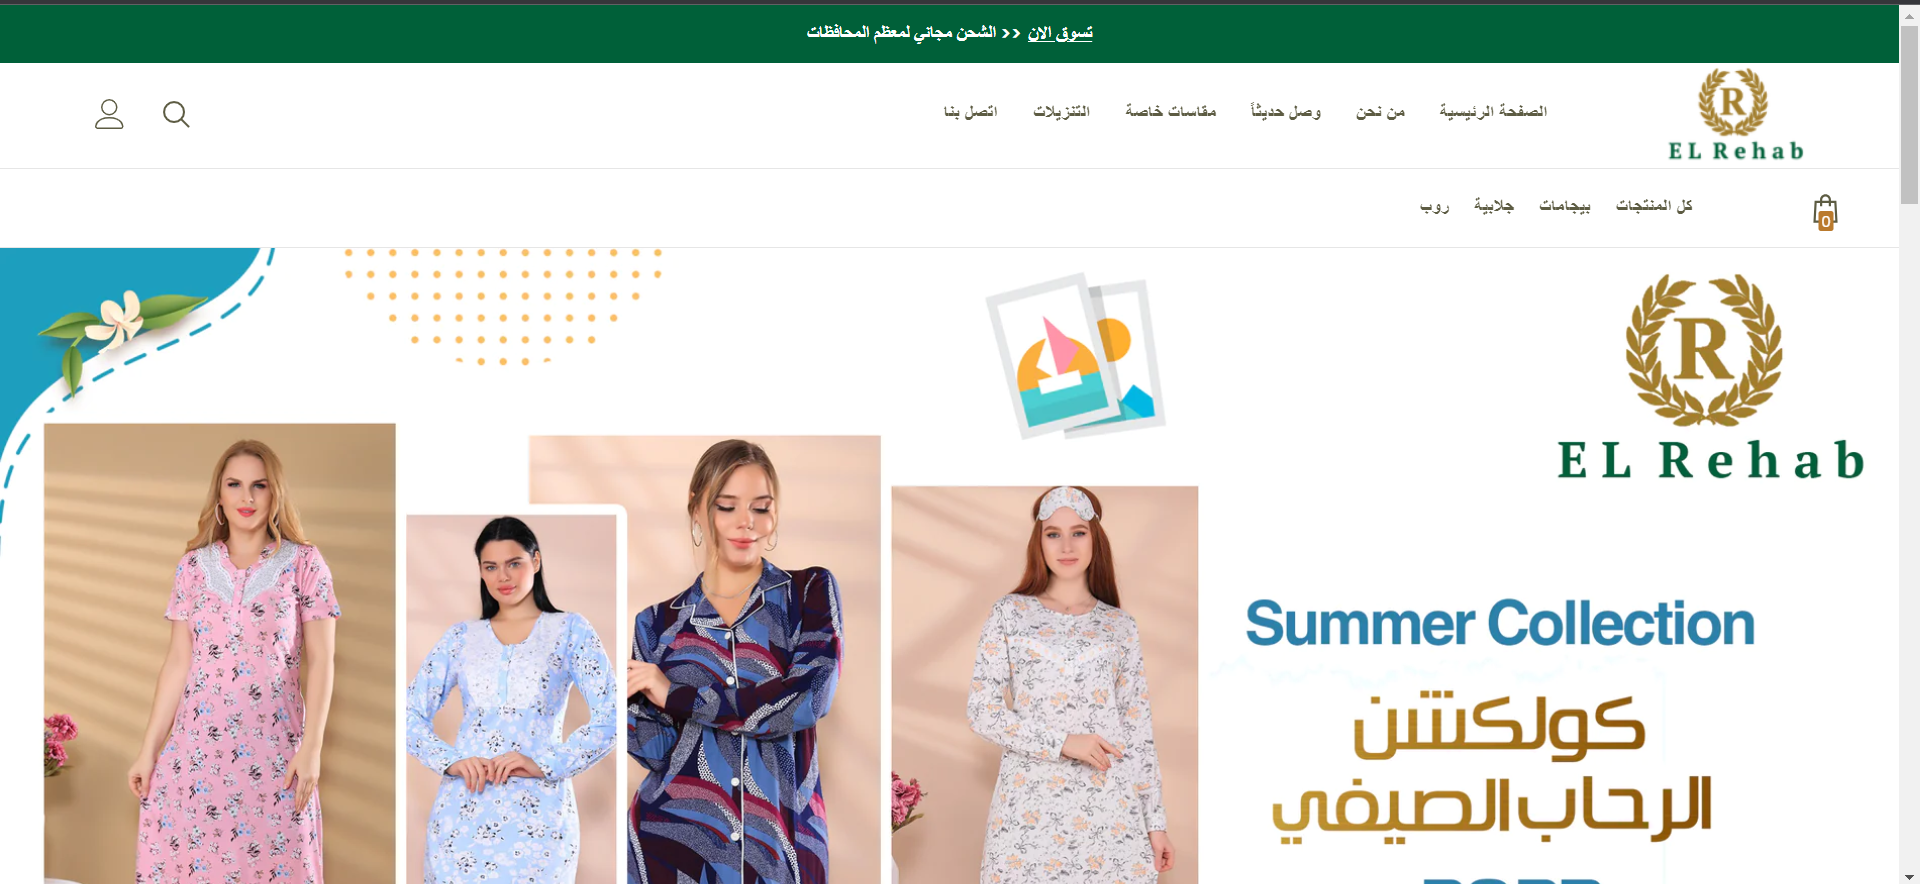 الشحن مجاني لمعظم المحافظات >> تسوق الان
R
EL Rehab
الصفحة الرئيسية
من نحن
وصل حديثاً
مقاسات خاصة
التنزيلات
اتصل بنا
0
كل المنتجات
بيجامات
جلابية
روب
R
EL Rehab
Summer Collection
كولكشن
الرحاب الصيفي